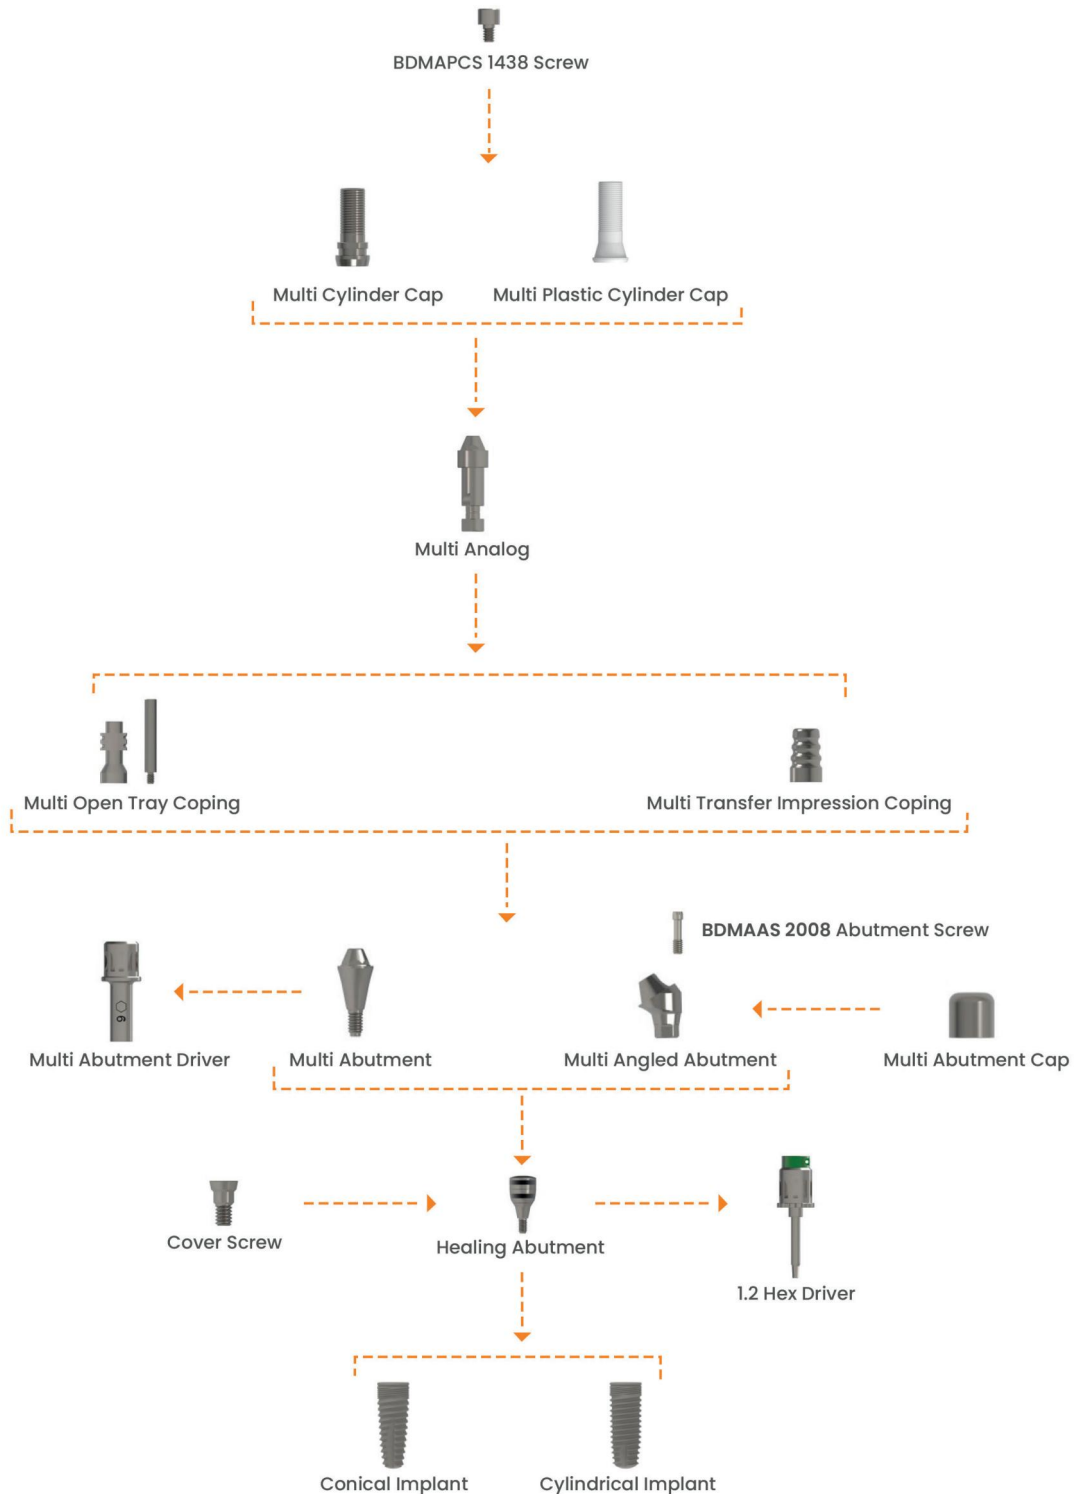 BDMAPCS 1438 Screw
Multi Cylinder Cap
Multi Plastic Cylinder Cap
Multi Analog
Multi Open Tray Coping
Multi Transfer Impression Coping
BDMAAS 2008 Abutment Screw
6
Multi Abutment Driver
Multi Abutment
Multi Angled Abutment
Multi Abutment Cap
Cover Screw
Healing Abutment
1.2 Hex Driver
Conical Implant
Cylindrical Implant